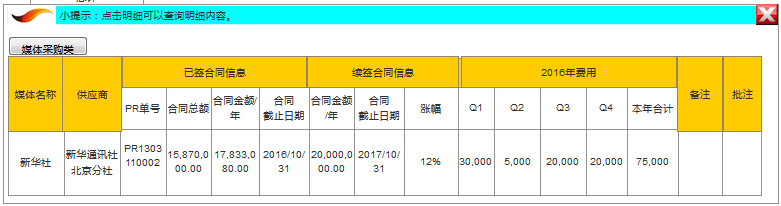 小提示：点击明细可以查询明细内容。
媒体采购类
媒体名称 供应商 已签合同信息 续签合同信息 2016年费用 备注 批注
PR单号 合同总额 合同金额/年 合同截止日期 合同金额/年 合同截止日期 涨幅 Q1 Q2 Q3 Q4 本年合计
新华社 新华通讯社北京分社 PR1303110002 15,870,000.00 17,833,080.00 2016/10/31 20,000,000.00 2017/10/31 12% 30,000 5,000 20,000 20,000 75,000